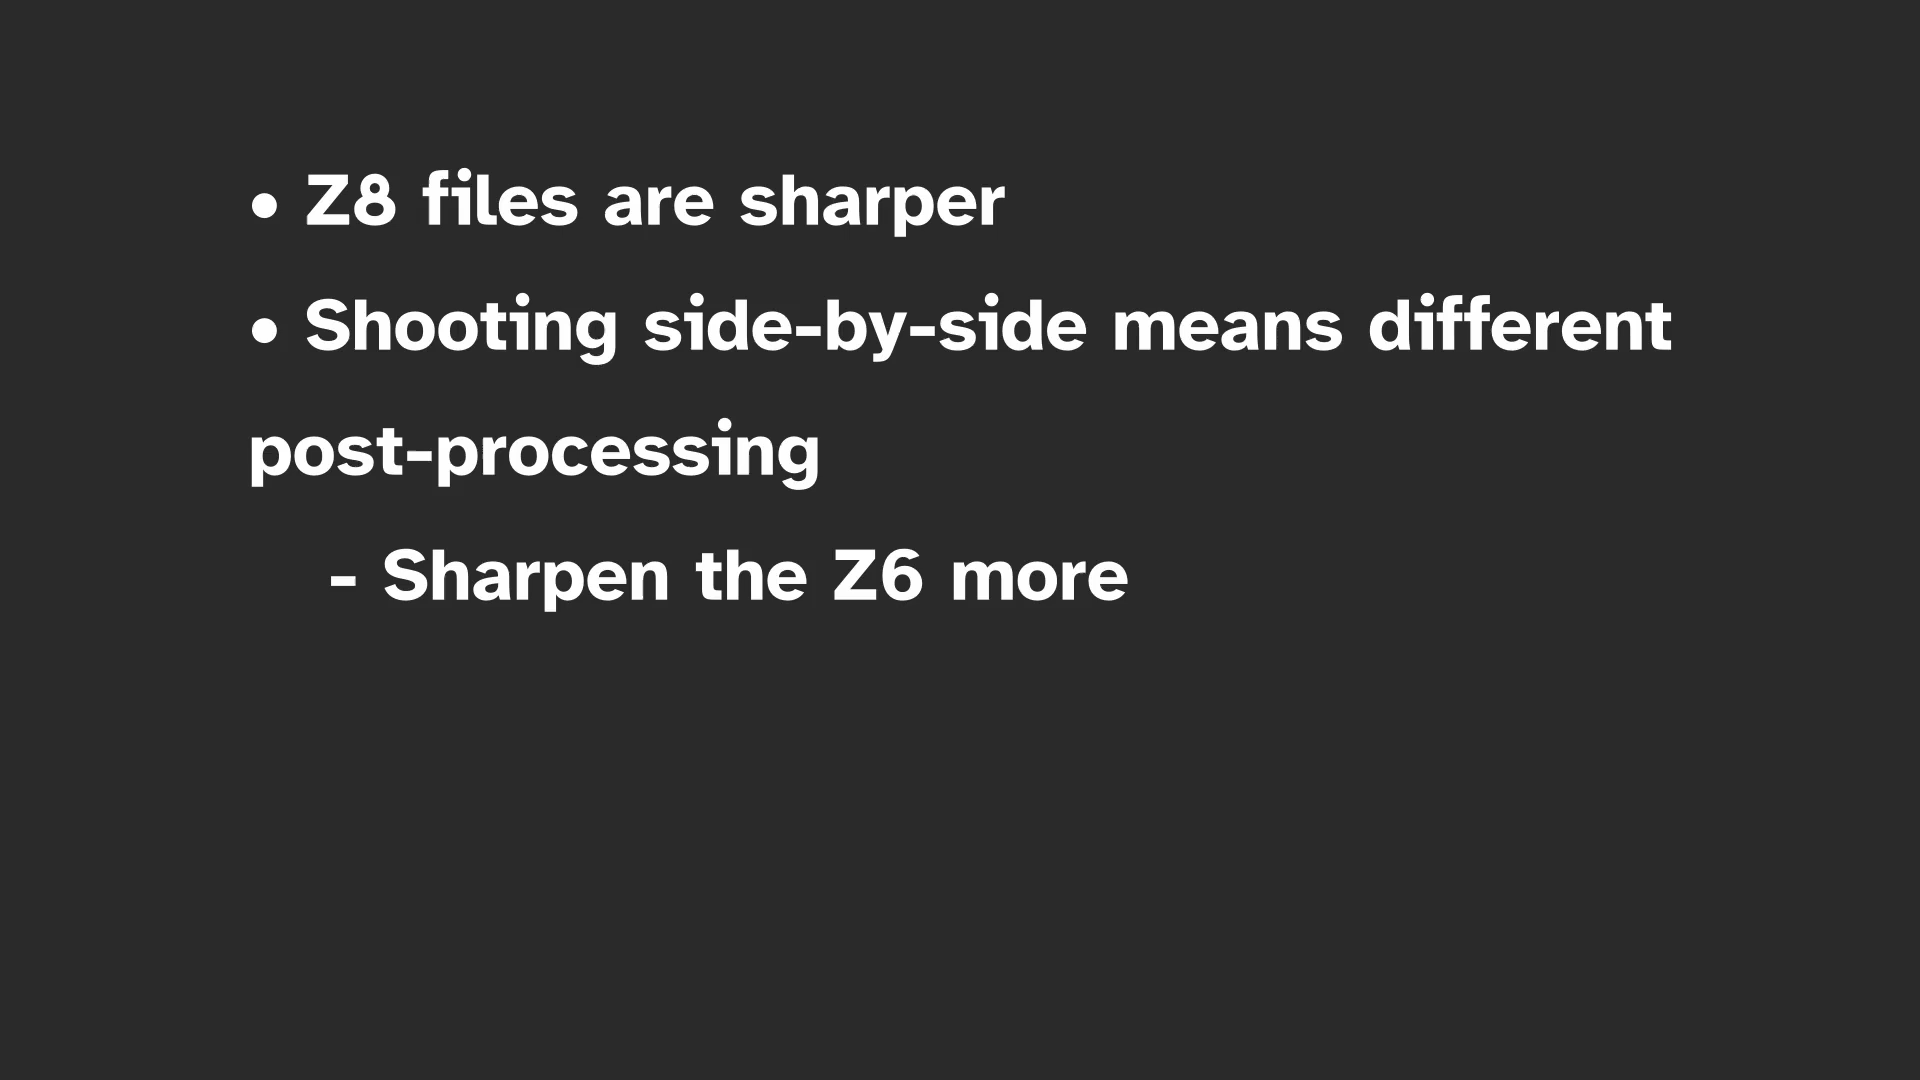 • Z8 files are sharper
• Shooting side-by-side means different
post-processing
- Sharpen the Z6 more